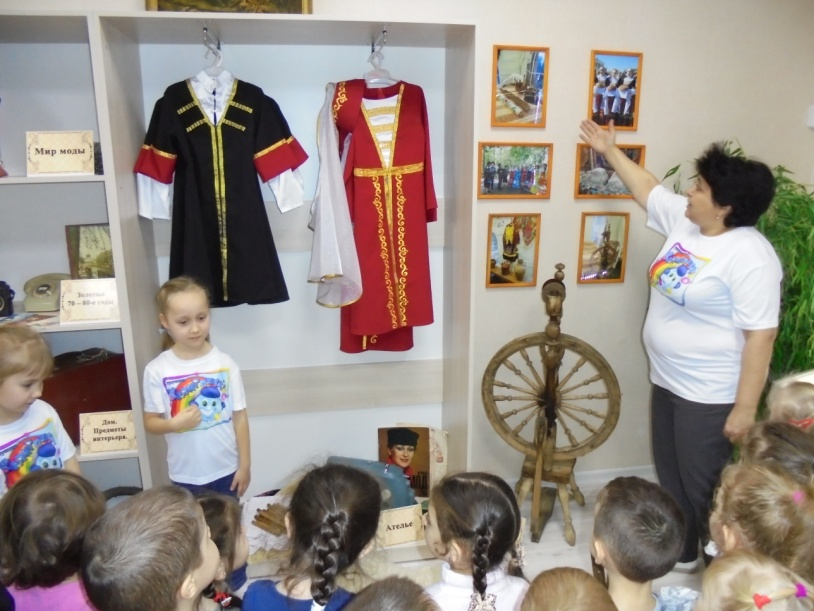 Мир моды
Золотые
70 – 80-е годы
Дом.
Предметы
интерьера.
Ателье